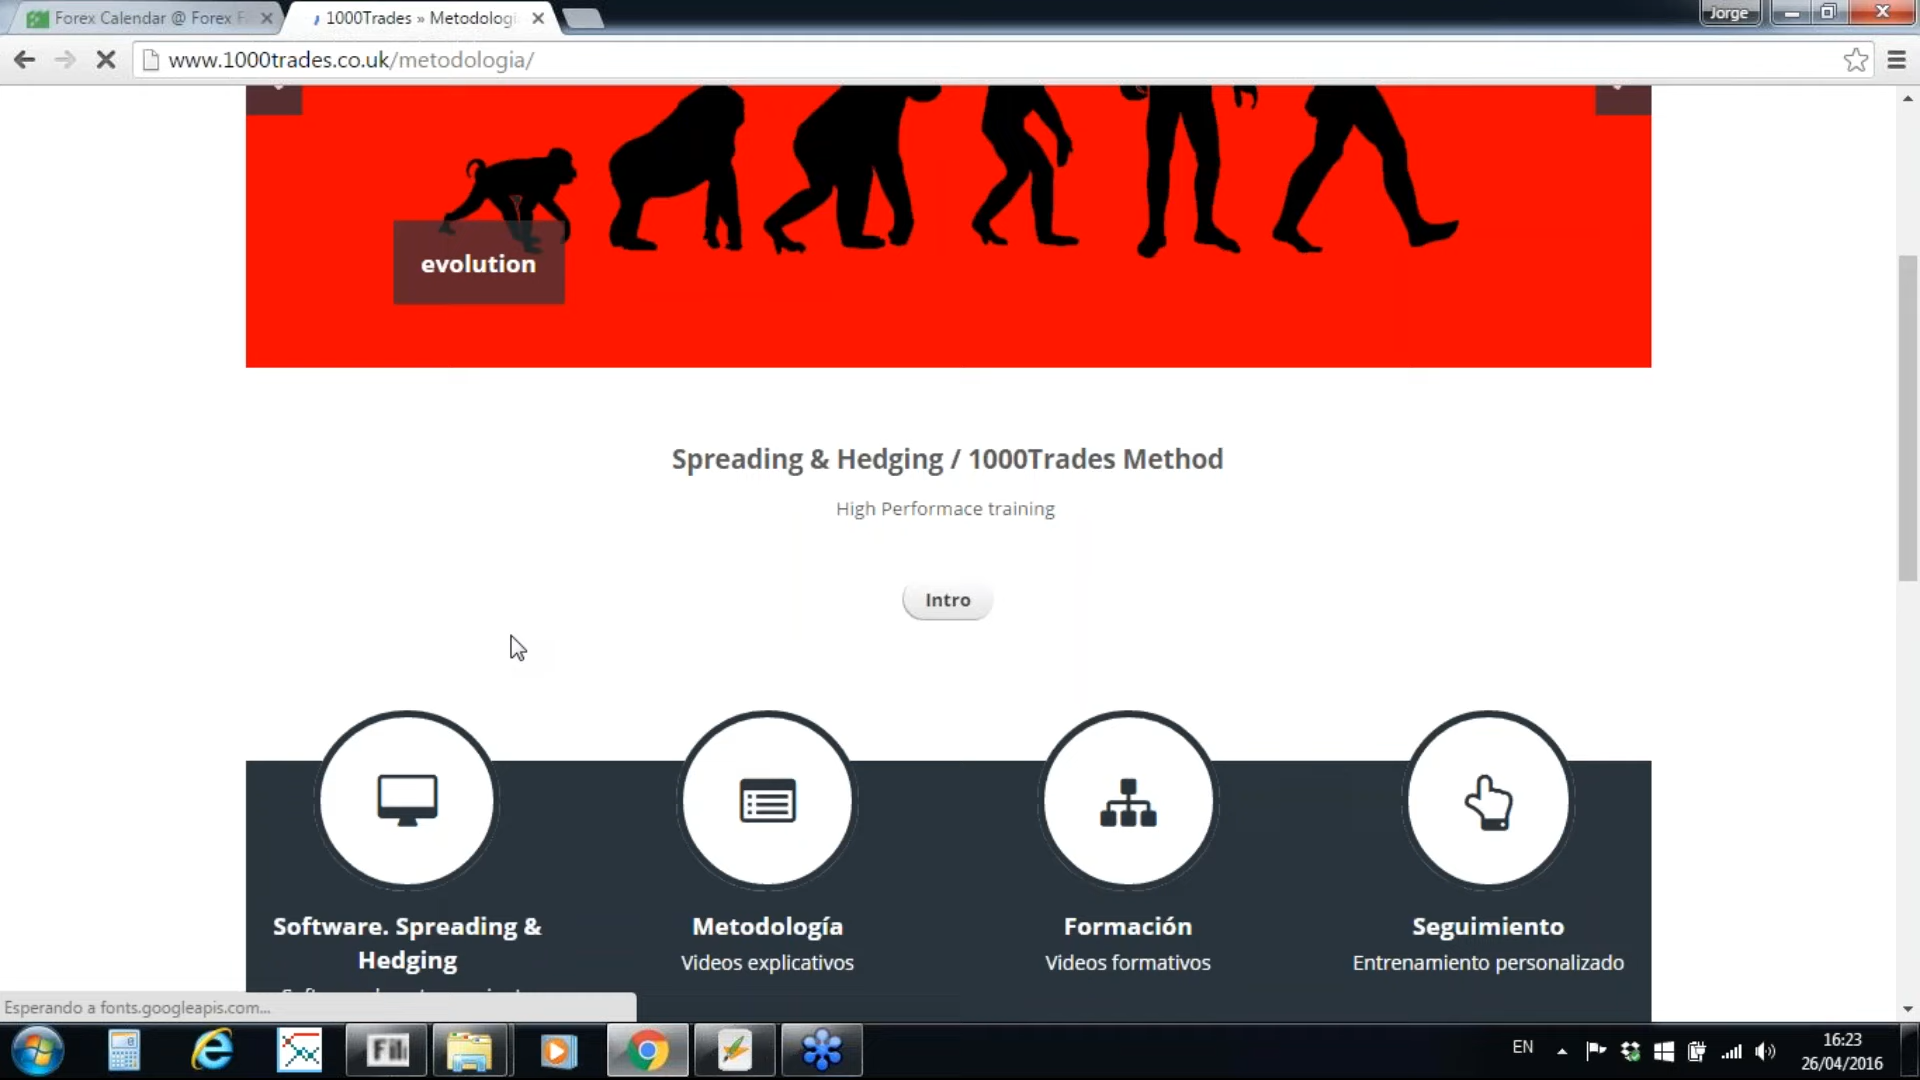 Forex Calendar @ Forex F
1000Trades » Metodologi
Jorge
www.1000trades.co.uk/metodologia/
evolution
Spreading & Hedging / 1000Trades Method
High Performace training
Intro
Software. Spreading &
Hedging
Metodología
Videos explicativos
Formación
Videos formativos
Seguimiento
Entrenamiento personalizado
Esperando a fonts.googleapis.com...
EN
16:23
26/04/2016